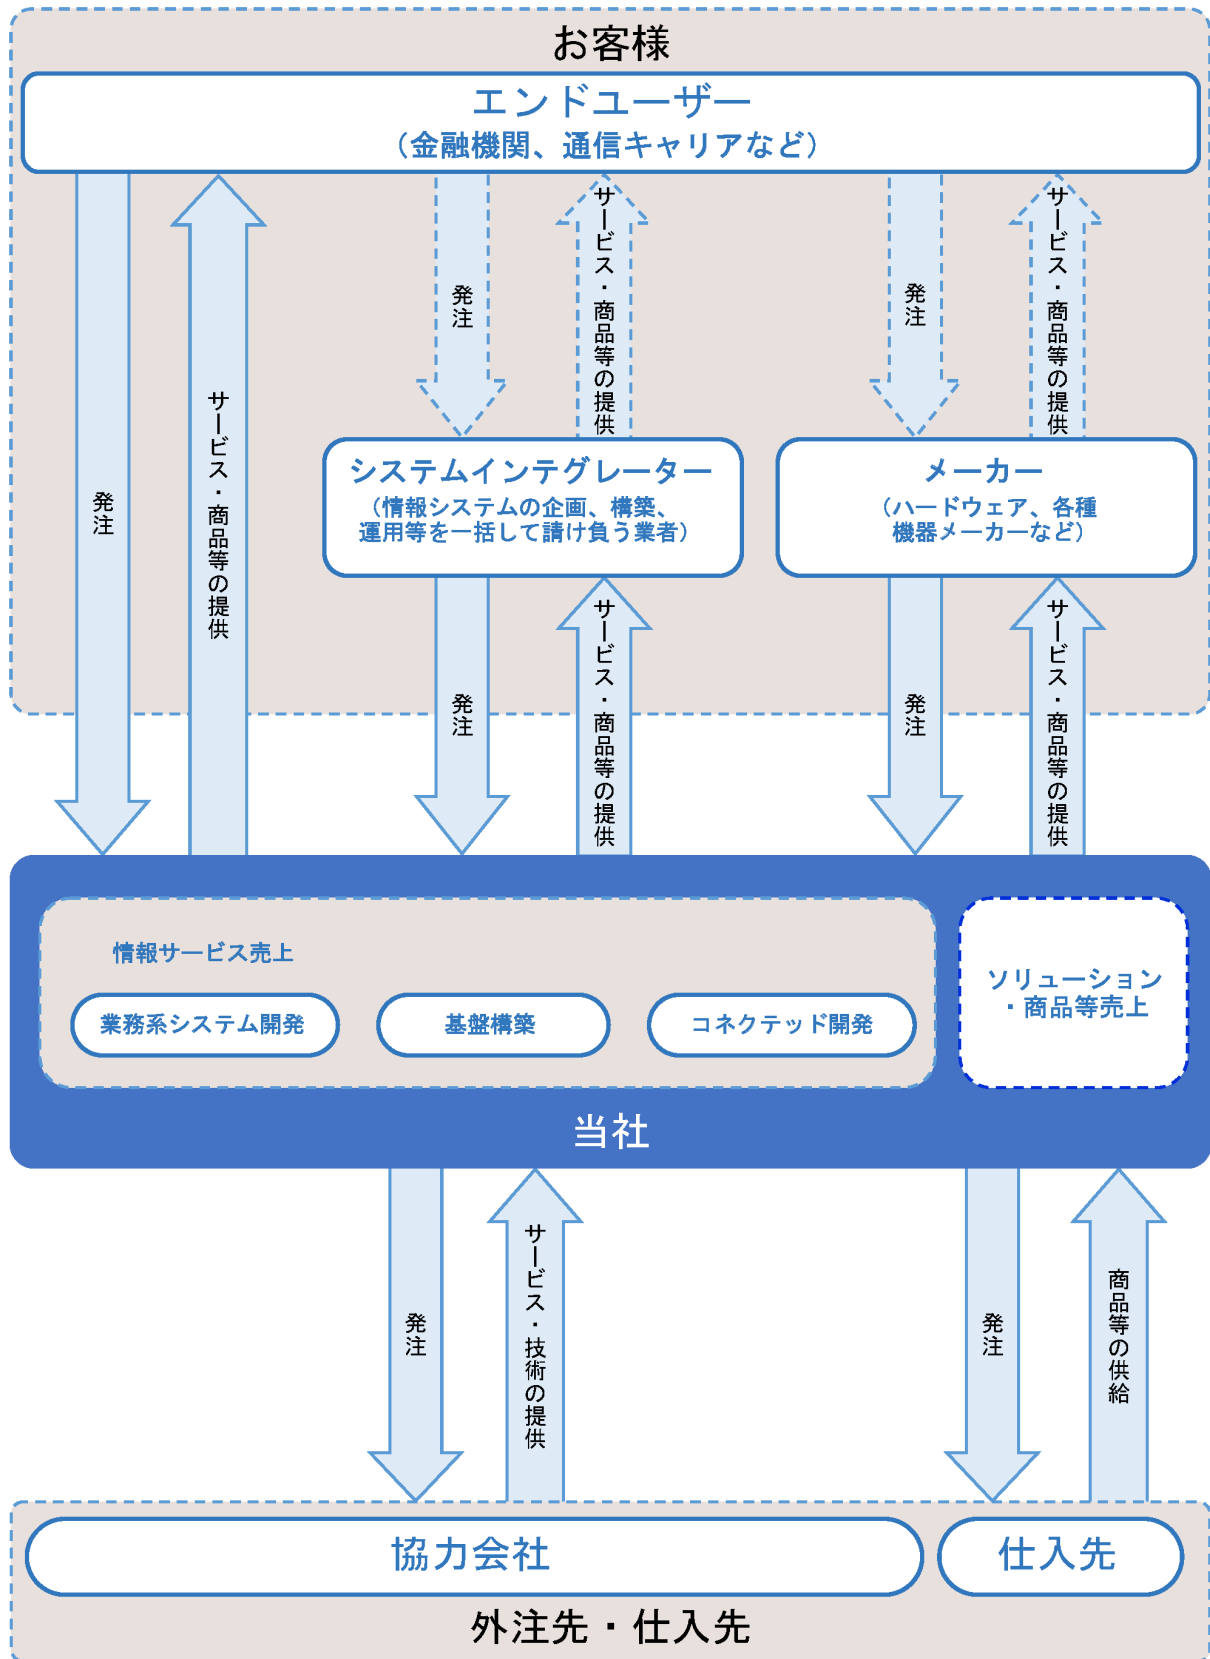 お客様
エンドユーザー
（金融機関、通信キャリアなど）
発注
サービス・商品等の提供
発注
サービス・商品等の提供
発注
サービス・商品等の提供
システムインテグレーター
（情報システムの企画、構築、
運用等を一括して請け負う業者）
メーカー
（ハードウェア、各種
機器メーカーなど）
発注
サービス・商品等の提供
発注
サービス・商品等の提供
情報サービス売上
業務系システム開発
基盤構築
コネクテッド開発
ソリューション
・商品等売上
当社
発注
サービス・技術の提供
発注
商品等の供給
協力会社
仕入先
外注先・仕入先